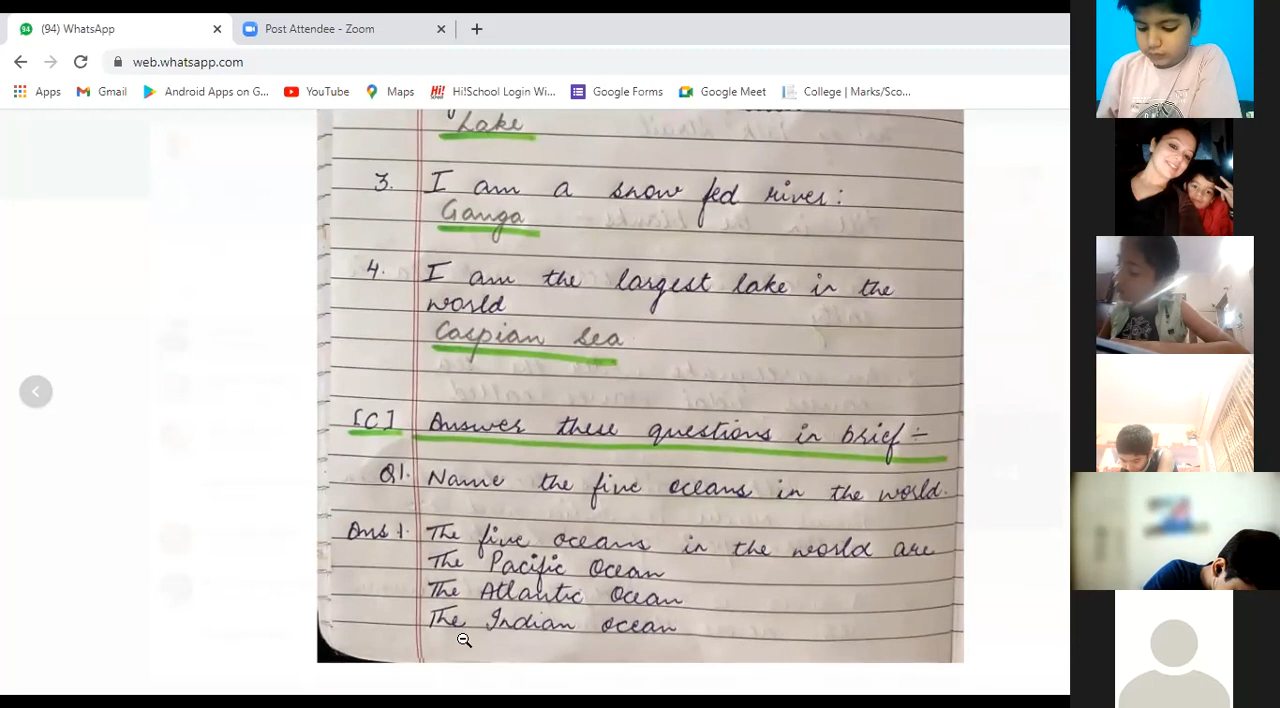 (94) WhatsApp
Post Attendee - Zoom
web.whatsapp.com
Apps
Gmail
Android Apps on G...
YouTube
Maps
Hi!School Login Wi...
Google Forms
Google Meet
College | Marks/Sco...
Lake
3. I am a snow fed river:
Ganga
4. I am the largest lake in the
world
Caspian Sea
[C] Answer these questions in brief:-
Q1. Name the five oceans in the world.
Ans 1. The five oceans in the world are
The Pacific Ocean
The Atlantic Ocean
The Indian ocean